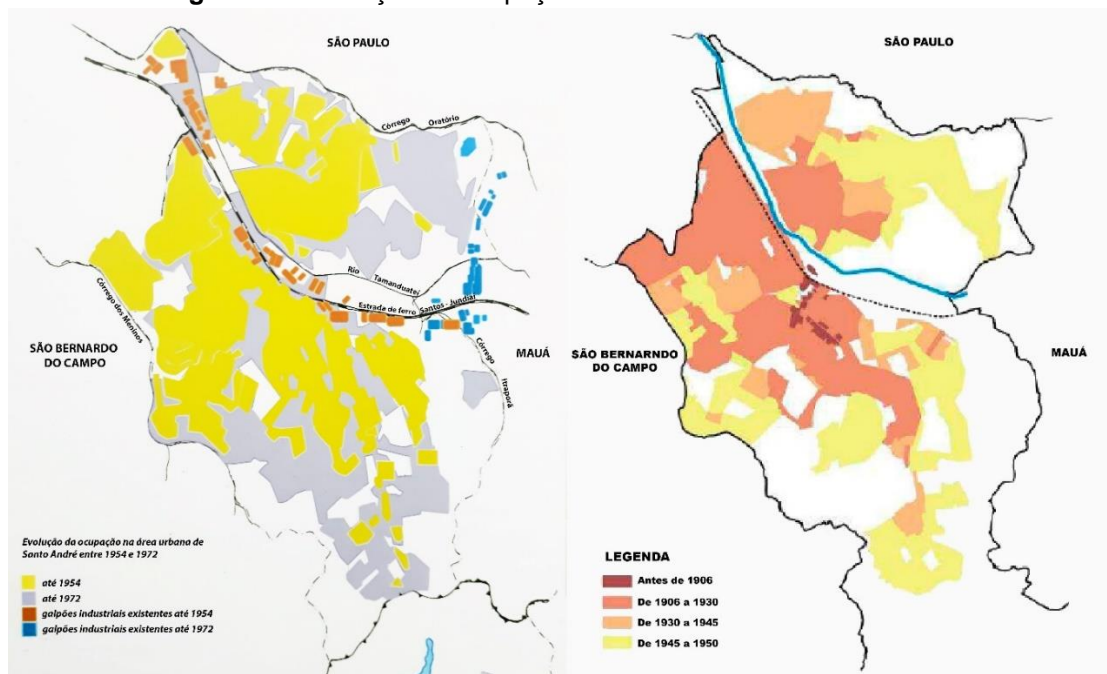 SÃO PAULO
Córrego Oratório
Rio Tamanduateí
Estrada de ferro Santos - Jundiaí
Córrego dos Meninos
SÃO BERNARDO
DO CAMPO
MAUÁ
Córrego Itraporã
Evolução da ocupação na área urbana de
Santo André entre 1954 e 1972
até 1954
até 1972
galpões industriais existentes até 1954
galpões industriais existentes até 1972
SÃO PAULO
SÃO BERNARNDO
DO CAMPO
MAUÁ
LEGENDA
Antes de 1906
De 1906 a 1930
De 1930 a 1945
De 1945 a 1950